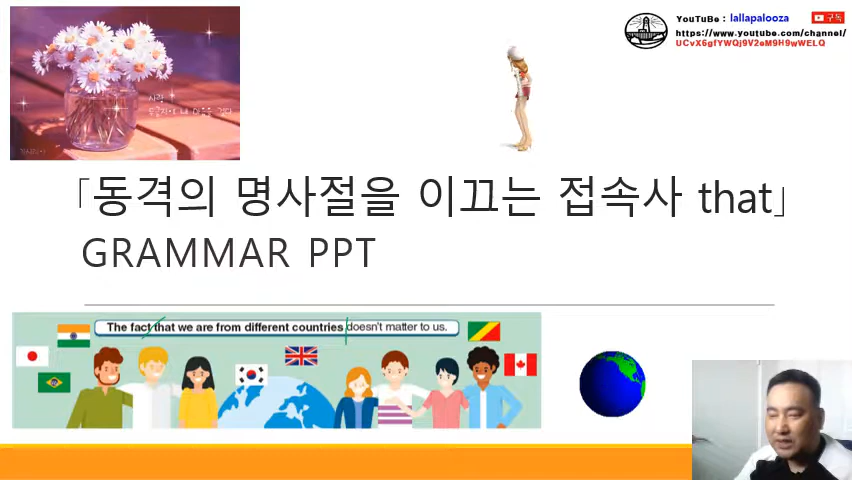 YouTuBe : lallapalooza 구독
https://www.youtube.com/channel/
UCvX6gfYWQj9V2eM9H9wWELQ
사랑,
「동격의 명사절을 이끄는 접속사 that」
GRAMMAR PPT
The fact that we are from different countries doesn't matter to us.